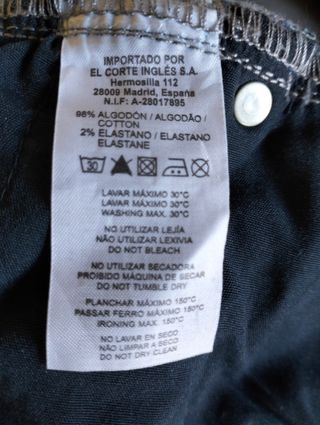 IMPORTADO POR
EL CORTE INGLÉS S.A.
Hermosilla 112
28009 Madrid, España
N.I.F: A-28017895
98% ALGODÓN / ALGODÃO /
COTTON
2% ELASTANO / ELASTANO
ELASTANE
30
LAVAR MÁXIMO 30°C
LAVAR MÁXIMO 30°C
WASHING MAX. 30°C
NO UTILIZAR LEJÍA
NÃO UTILIZAR LEXIVIA
DO NOT BLEACH
NO UTILIZAR SECADORA
PROIBIDO MÁQUINA DE SECAR
DO NOT TUMBLE DRY
PLANCHAR MÁXIMO 150°C
PASSAR FERRO MÁXIMO 150°C
IRONING MAX. 150°C
NO LAVAR EN SECO
NÃO LIMPAR A SECO
DO NOT DRY CLEAN